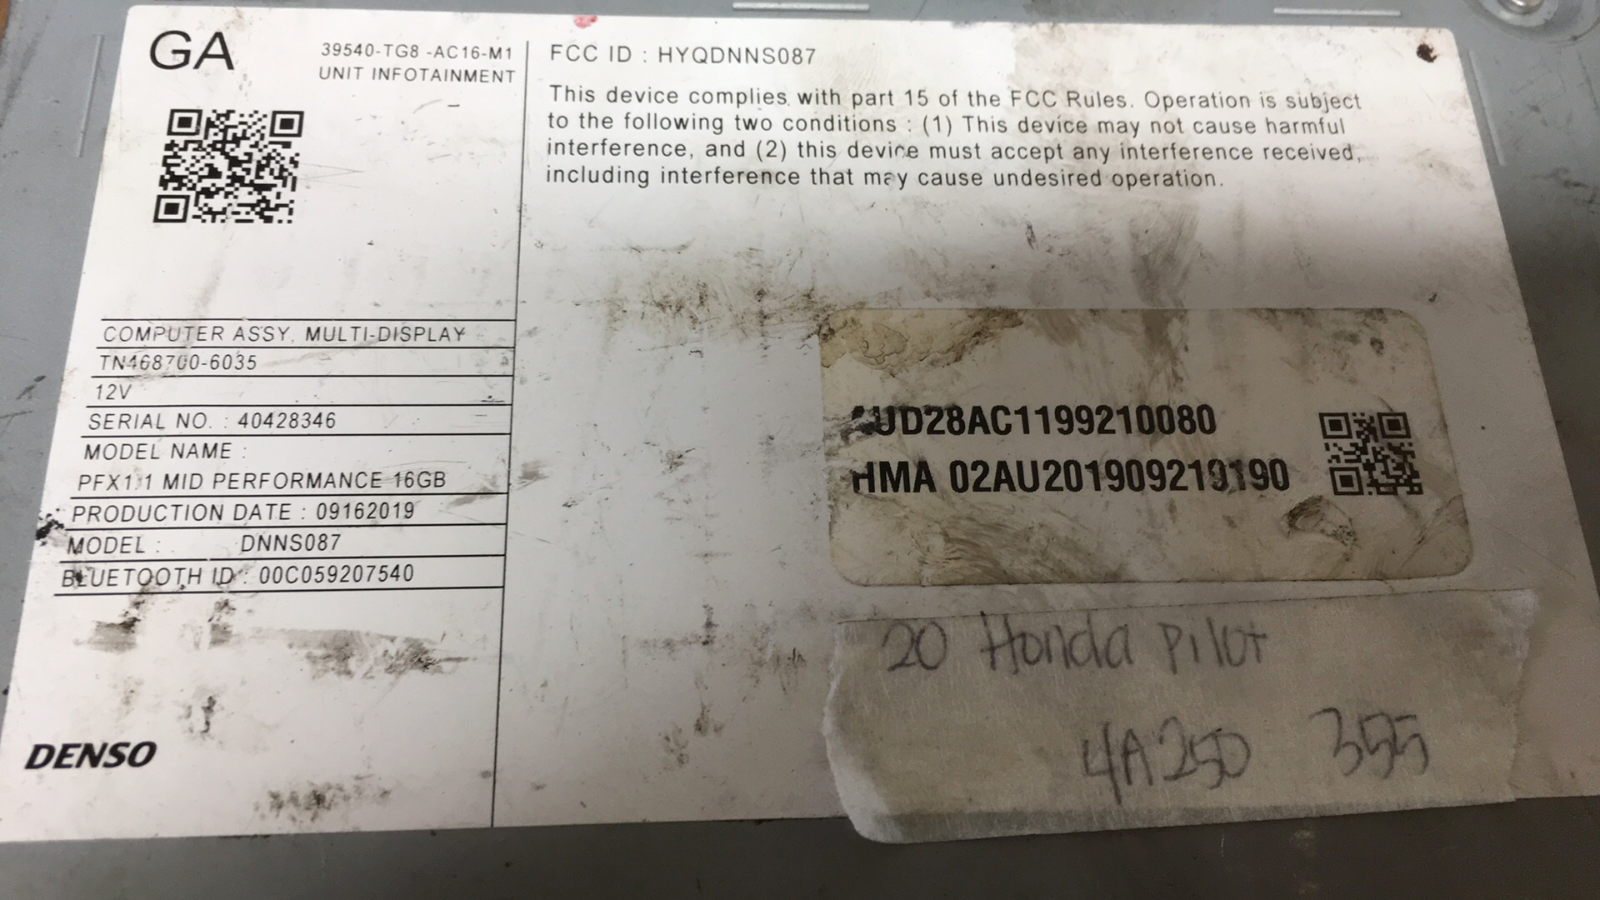 GA
39540-TG8 -AC16-M1
UNIT INFOTAINMENT
FCC ID : HYQDNNS087
This device complies with part 15 of the FCC Rules. Operation is subject
to the following two conditions : (1) This device may not cause harmful
interference, and (2) this device must accept any interference received,
including interference that may cause undesired operation.
COMPUTER ASSY, MULTI-DISPLAY
TN468700-6035
12V
SERIAL NO. : 40428346
MODEL NAME :
PFX1.1 MID PERFORMANCE 16GB
PRODUCTION DATE : 09162019
MODEL : DNNS087
BLUETOOTH ID : 00C059207540
DENSO
AUD28AC1199210080
HMA 02AU201909219190
20 Honda Pilot
4A250 355